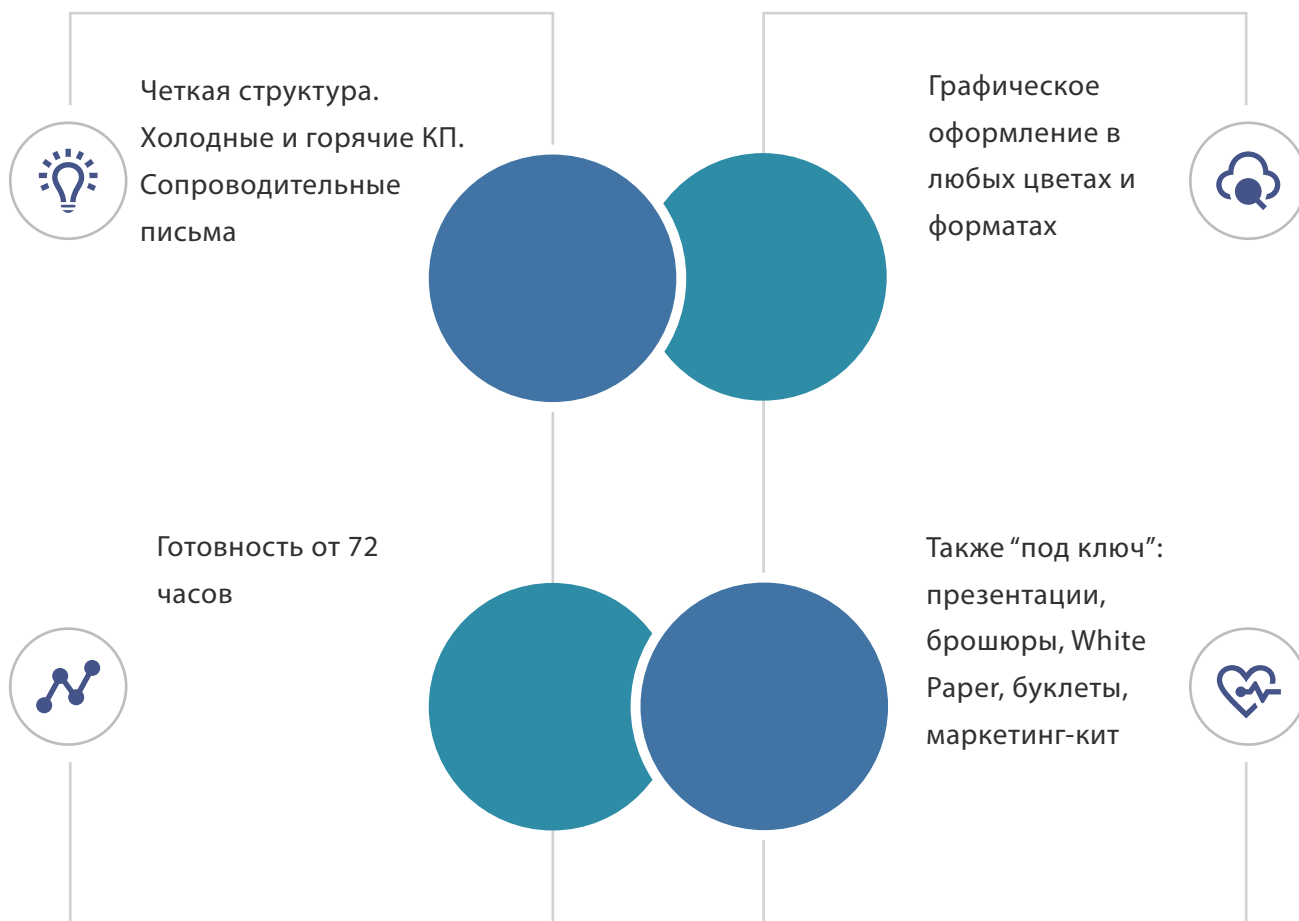 Четкая структура.
Холодные и горячие КП.
Сопроводительные
письма
Графическое
оформление в
любых цветах и
форматах
Готовность от 72
часов
Также “под ключ”:
презентации,
брошюры, White
Paper, буклеты,
маркетинг-кит